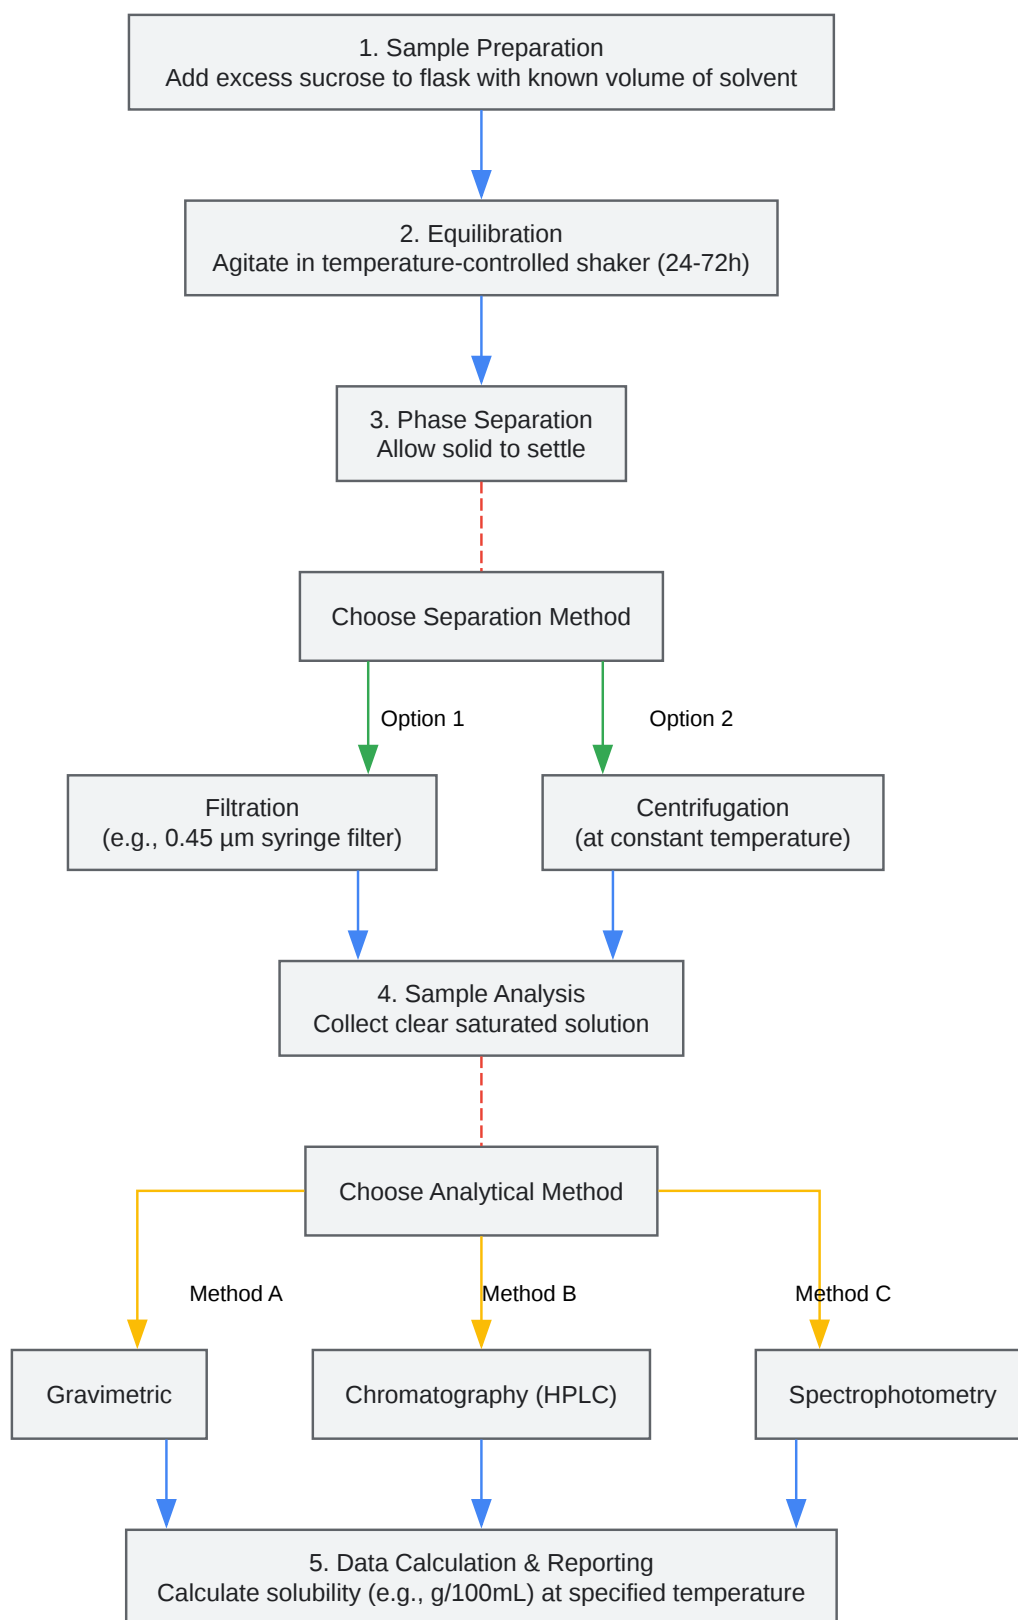 1. Sample Preparation
Add excess sucrose to flask with known volume of solvent
2. Equilibration
Agitate in temperature-controlled shaker (24-72h)
3. Phase Separation
Allow solid to settle
Choose Separation Method
Option 1
Option 2
Filtration
(e.g., 0.45 µm syringe filter)
Centrifugation
(at constant temperature)
4. Sample Analysis
Collect clear saturated solution
Choose Analytical Method
Method A
Method B
Method C
Gravimetric
Chromatography (HPLC)
Spectrophotometry
5. Data Calculation & Reporting
Calculate solubility (e.g., g/100mL) at specified temperature